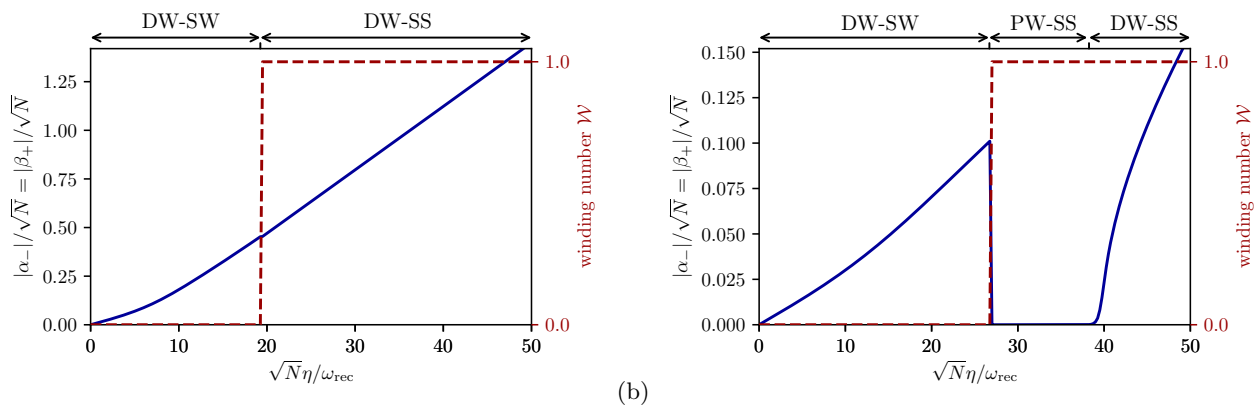 DW-SW DW-SS
1.25
1.00
0.75
0.50
0.25
0.00
|α₋|/√N = |β₊|/√N
0 10 20 30 40 50
√Nη/ω_rec
1.0
0.0
winding number 𝒲
(b)
DW-SW PW-SS DW-SS
0.150
0.125
0.100
0.075
0.050
0.025
0.000
|α₋|/√N = |β₊|/√N
0 10 20 30 40 50
√Nη/ω_rec
1.0
0.0
winding number 𝒲